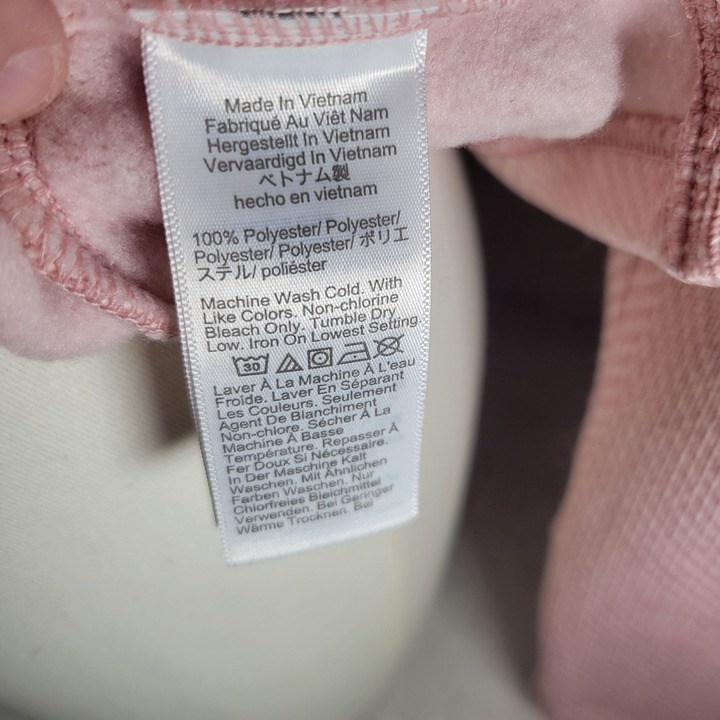 Made In Vietnam
Fabriqué Au Viêt Nam
Hergestellt In Vietnam
Vervaardigd In Vietnam
ベトナム製
hecho en vietnam
100% Polyester/ Polyester/
Polyester/ Polyester/ ポリエ
ステル/ poliéster
Machine Wash Cold. With
Like Colors. Non-chlorine
Bleach Only. Tumble Dry
Low. Iron On Lowest Setting
30
Laver À La Machine À L'eau
Froide. Laver En Séparant
Les Couleurs. Seulement
Agent De Blanchiment
Non-chlore. Sécher À La
Machine À Basse
Température. Repasser À
Fer Doux Si Nécessaire.
In Der Maschine Kalt
Waschen. Mit Ähnlichen
Farben Waschen. Nur
Chlorfreies Bleichmittel
Verwenden. Bei Geringer
Wärme Trocknen. Bei